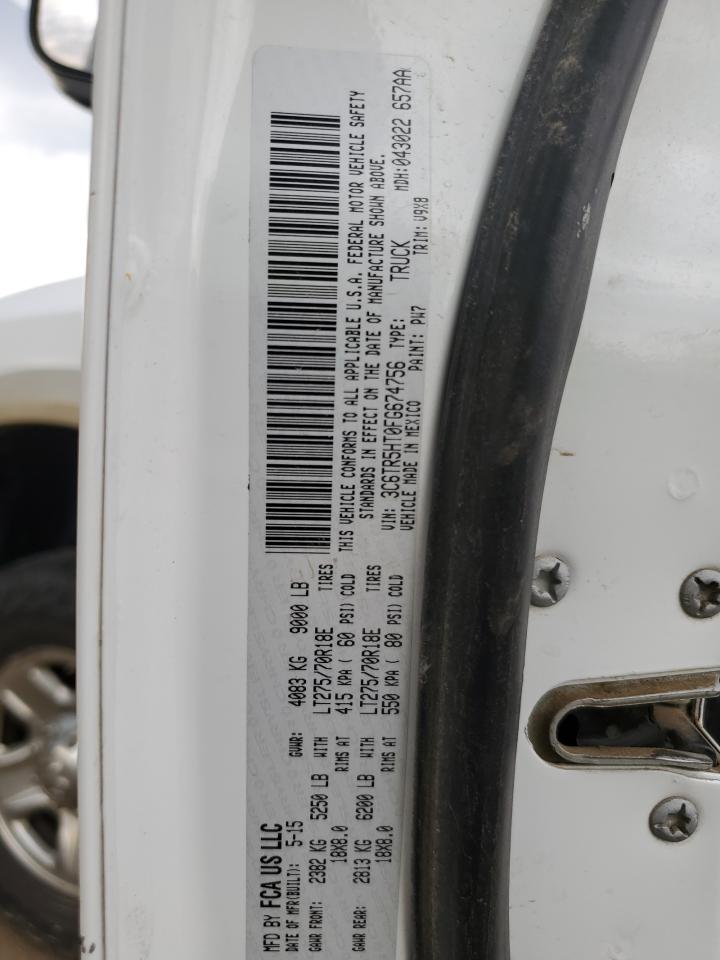 MFD BY FCA US LLC
DATE OF MFR(BUILT): 5-15 GVWR: 4083 KG 9000 LB
GAWR FRONT: 2382 KG 5250 LB WITH LT275/70R18E TIRES
18X8.0 RIMS AT 415 KPA ( 60 PSI) COLD
GAWR REAR: 2813 KG 6200 LB WITH LT275/70R18E TIRES
18X8.0 RIMS AT 550 KPA ( 80 PSI) COLD
THIS VEHICLE CONFORMS TO ALL APPLICABLE U.S.A. FEDERAL MOTOR VEHICLE SAFETY
STANDARDS IN EFFECT ON THE DATE OF MANUFACTURE SHOWN ABOVE.
VIN: 3C6TR5HT0FG674756 TYPE: TRUCK MDH:043022 657AA
VEHICLE MADE IN MEXICO PAINT: PW7 TRIM: V9X8